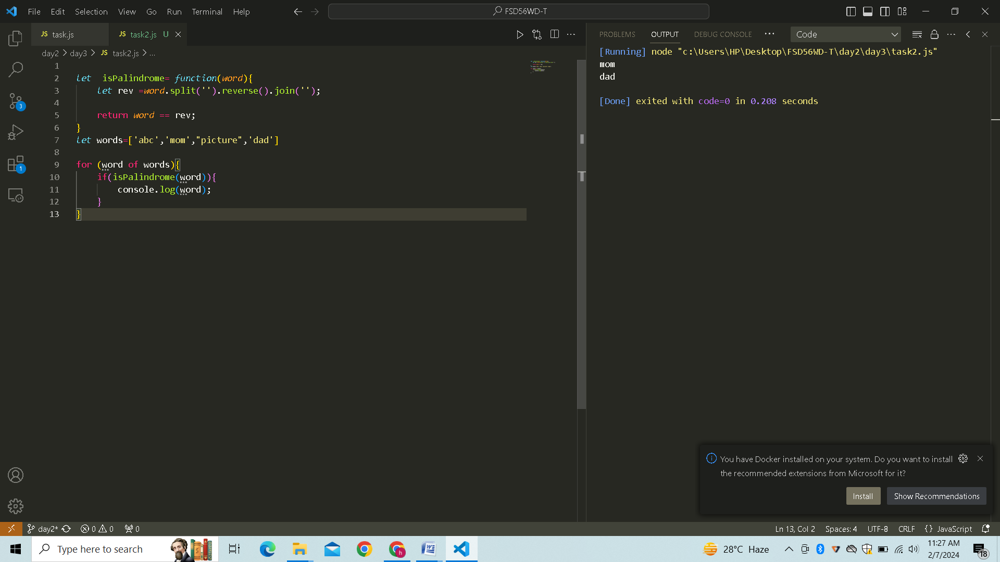 File Edit Selection View Go Run Terminal Help
FSD56WD-T
JS task.js
JS task2.js U
day2 > day3 > JS task2.js > ...
1
2 let  isPalindrome= function(word){
3     let rev =word.split('').reverse().join('');
4
5     return word == rev;
6 }
7 let words=['abc','mom',"picture",'dad']
8
9 for (word of words){
10     if(isPalindrome(word)){
11         console.log(word);
12     }
13 }
PROBLEMS OUTPUT DEBUG CONSOLE ... Code
[Running] node "c:\Users\HP\Desktop\FSD56WD-T\day2\day3\task2.js"
mom
dad
[Done] exited with code=0 in 0.208 seconds
3
1
You have Docker installed on your system. Do you want to install
the recommended extensions from Microsoft for it?
Install Show Recommendations
day2* 0 0 0
Ln 13, Col 2 Spaces: 4 UTF-8 CRLF {} JavaScript
Type here to search
28°C Haze
11:27 AM
2/7/2024
18